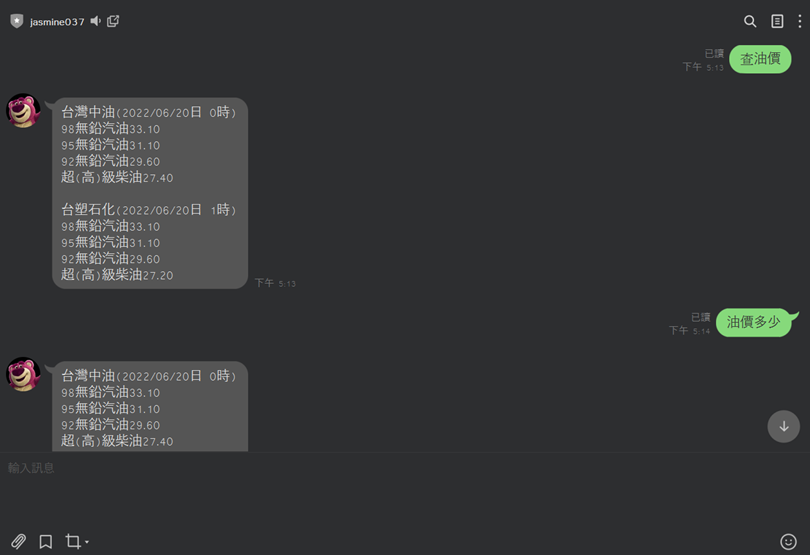 jasmine037
已讀
下午 5:13
查油價
台灣中油(2022/06/20日 0時)
98無鉛汽油33.10
95無鉛汽油31.10
92無鉛汽油29.60
超(高)級柴油27.40
台塑石化(2022/06/20日 1時)
98無鉛汽油33.10
95無鉛汽油31.10
92無鉛汽油29.60
超(高)級柴油27.20
下午 5:13
已讀
下午 5:14
油價多少
台灣中油(2022/06/20日 0時)
98無鉛汽油33.10
95無鉛汽油31.10
92無鉛汽油29.60
超(高)級柴油27.40
輸入訊息